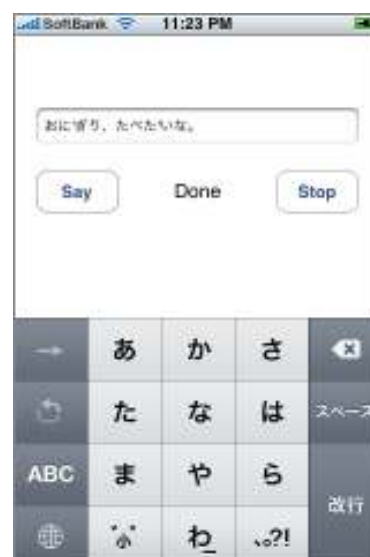 SoftBank 11:23 PM
おにぎり、たべたいな。
Say Done Stop
→ あ か さ
た な は スペース
ABC ま や ら
改行
わ 、。?!